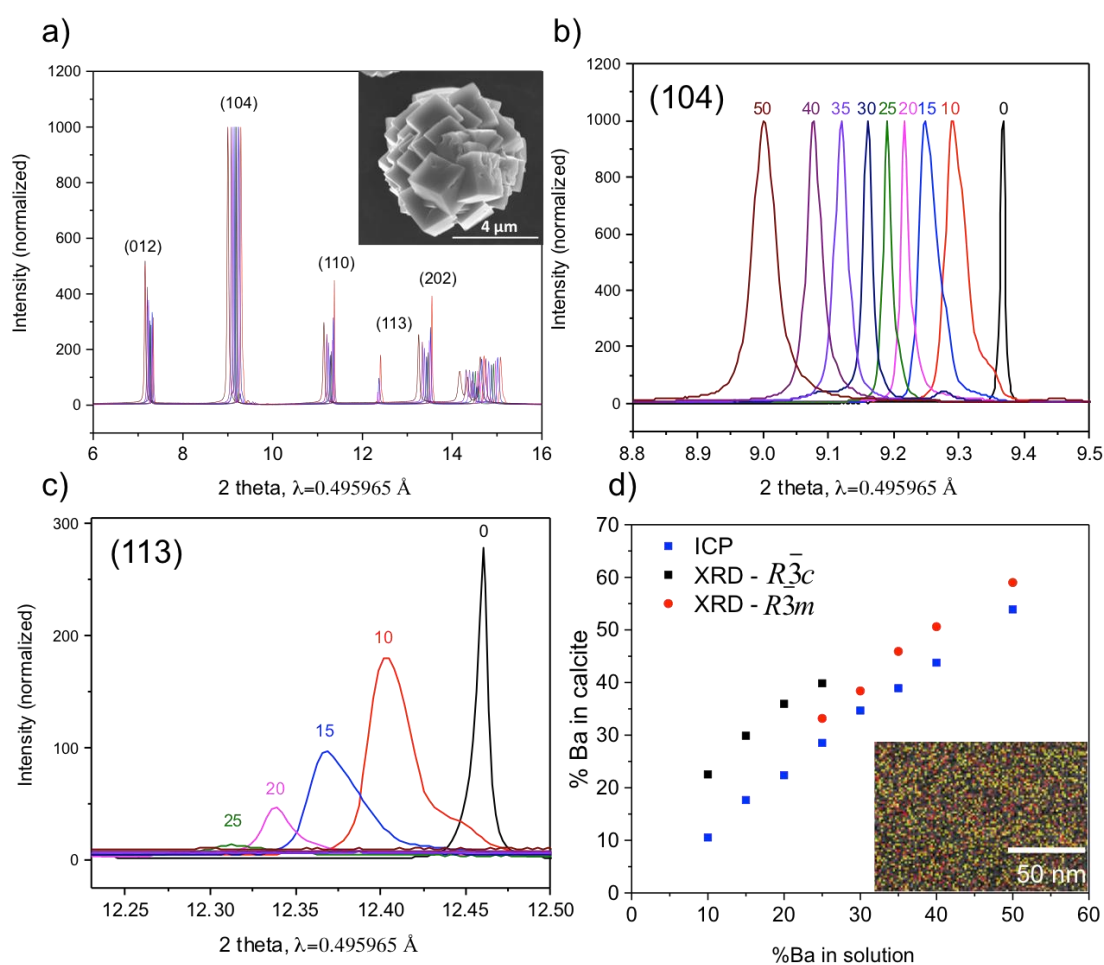 a)
1200
1000
800
600
400
200
0
Intensity (normalized)
(012)
(104)
(110)
(113)
(202)
4 µm
6 8 10 12 14 16
2 theta, λ=0.495965 Å
b)
1200
1000
800
600
400
200
0
Intensity (normalized)
(104)
50 40 35 30 25 20 15 10 0
8.8 8.9 9.0 9.1 9.2 9.3 9.4 9.5
2 theta, λ=0.495965 Å
c)
300
200
100
0
Intensity (normalized)
(113)
0
10
15
20
25
12.25 12.30 12.35 12.40 12.45 12.50
2 theta, λ=0.495965 Å
d)
70
60
50
40
30
20
10
0
% Ba in calcite
ICP
XRD - R3̅c
XRD - R3̅m
50 nm
0 10 20 30 40 50 60
%Ba in solution